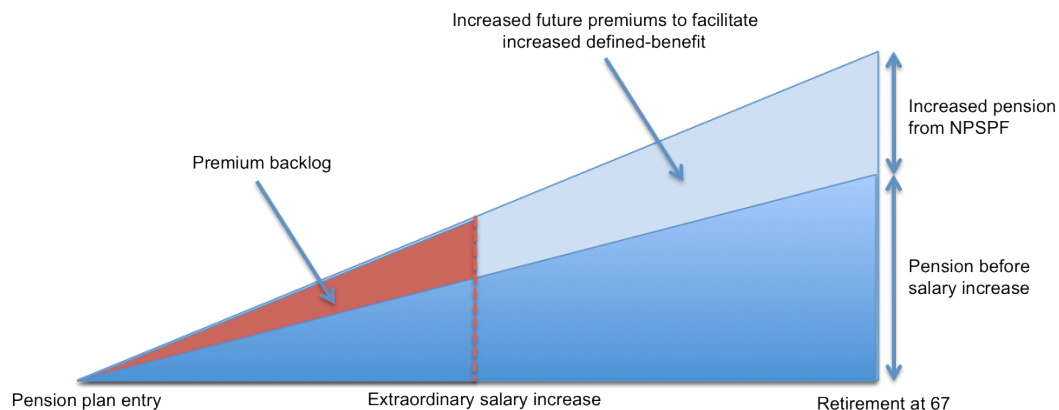 Increased future premiums to facilitate
increased defined-benefit
Increased pension
from NPSPF
Premium backlog
Pension before
salary increase
Pension plan entry
Extraordinary salary increase
Retirement at 67